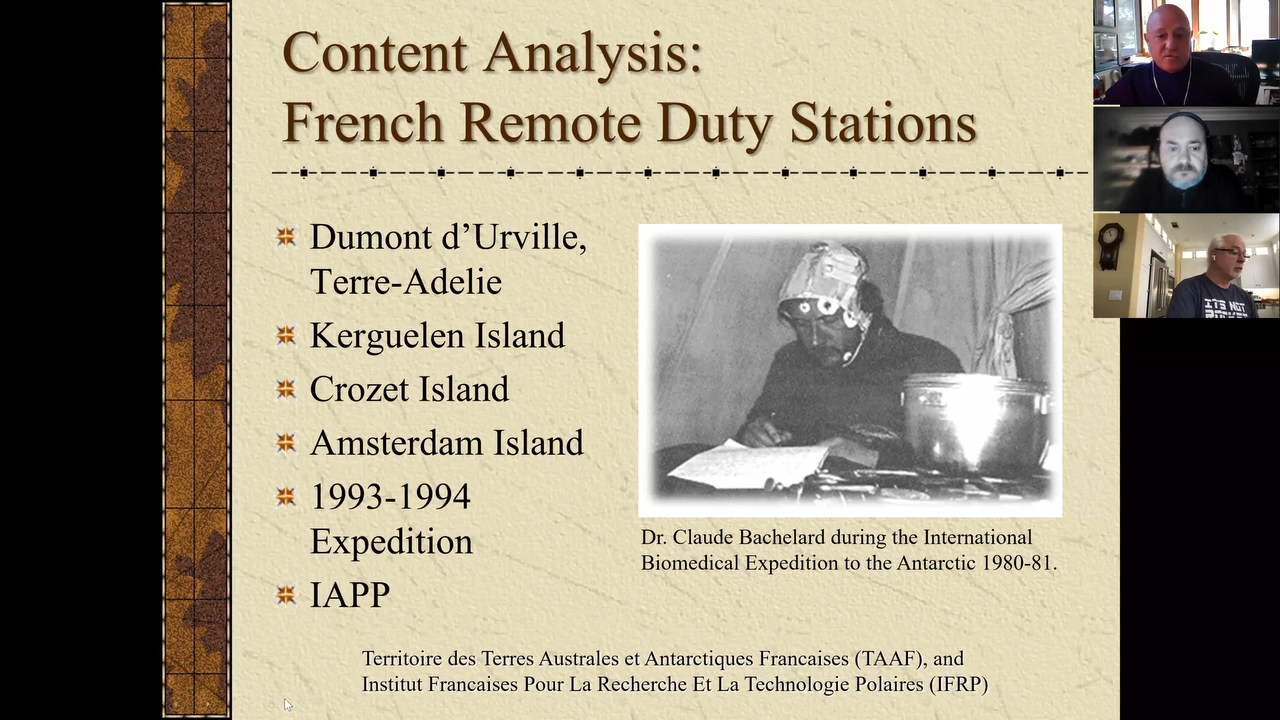 Content Analysis:
French Remote Duty Stations
Dumont d’Urville,
Terre-Adelie
Kerguelen Island
Crozet Island
Amsterdam Island
1993-1994
Expedition
IAPP
Dr. Claude Bachelard during the International
Biomedical Expedition to the Antarctic 1980-81.
Territoire des Terres Australes et Antarctiques Francaises (TAAF), and
Institut Francaises Pour La Recherche Et La Technologie Polaires (IFRP)
ITS NOT